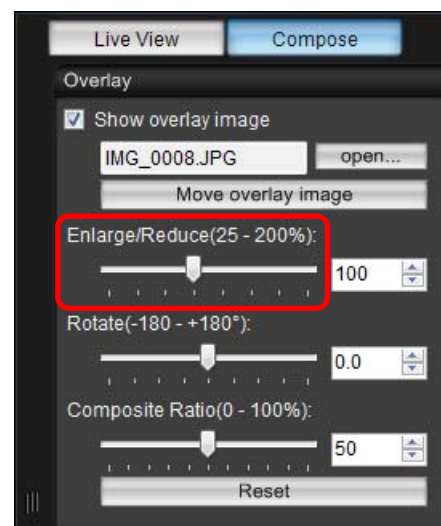 Live View Compose
Overlay
Show overlay image
IMG_0008.JPG open...
Move overlay image
Enlarge/Reduce(25 - 200%):
100
Rotate(-180 - +180°):
0.0
Composite Ratio(0 - 100%):
50
Reset